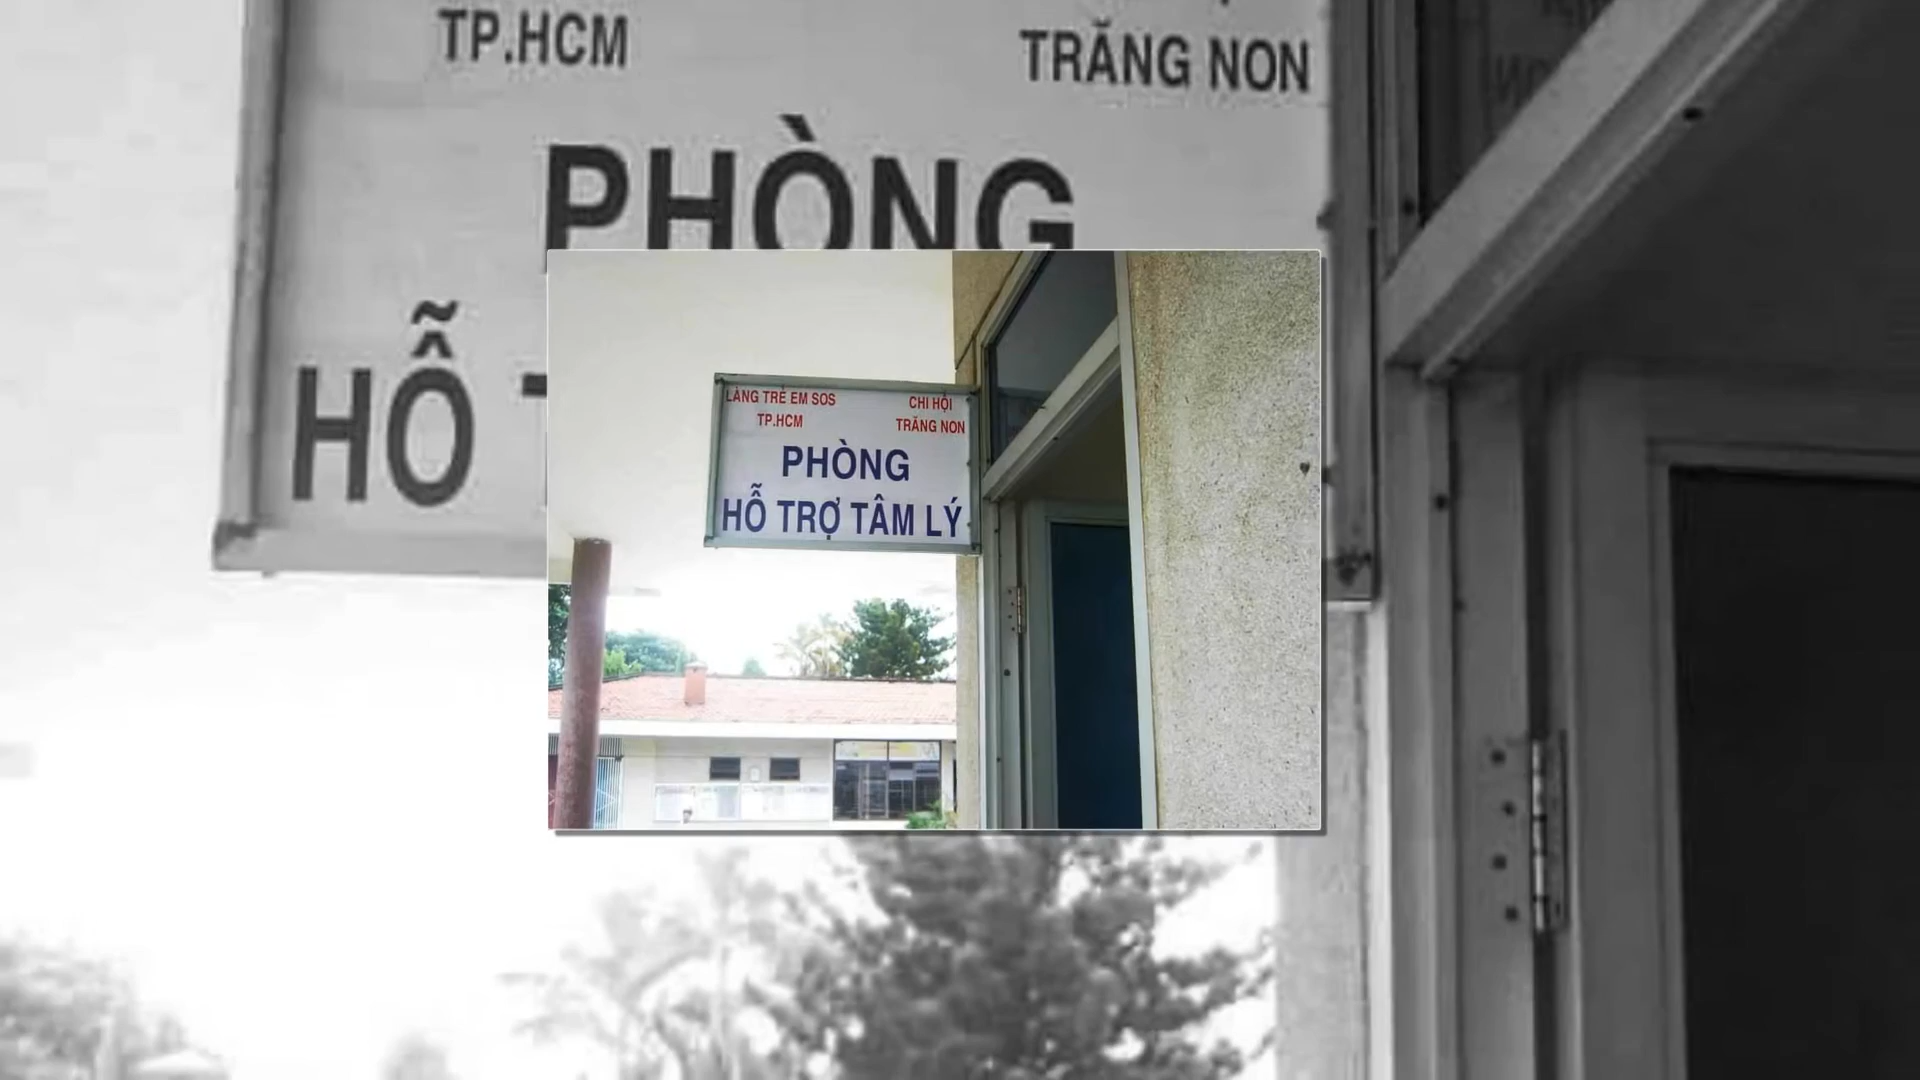 TP.HCM
TRĂNG NON
PHÒNG
HỖ
LÀNG TRẺ EM SOS
TP.HCM
CHI HỘI
TRĂNG NON
PHÒNG
HỖ TRỢ TÂM LÝ